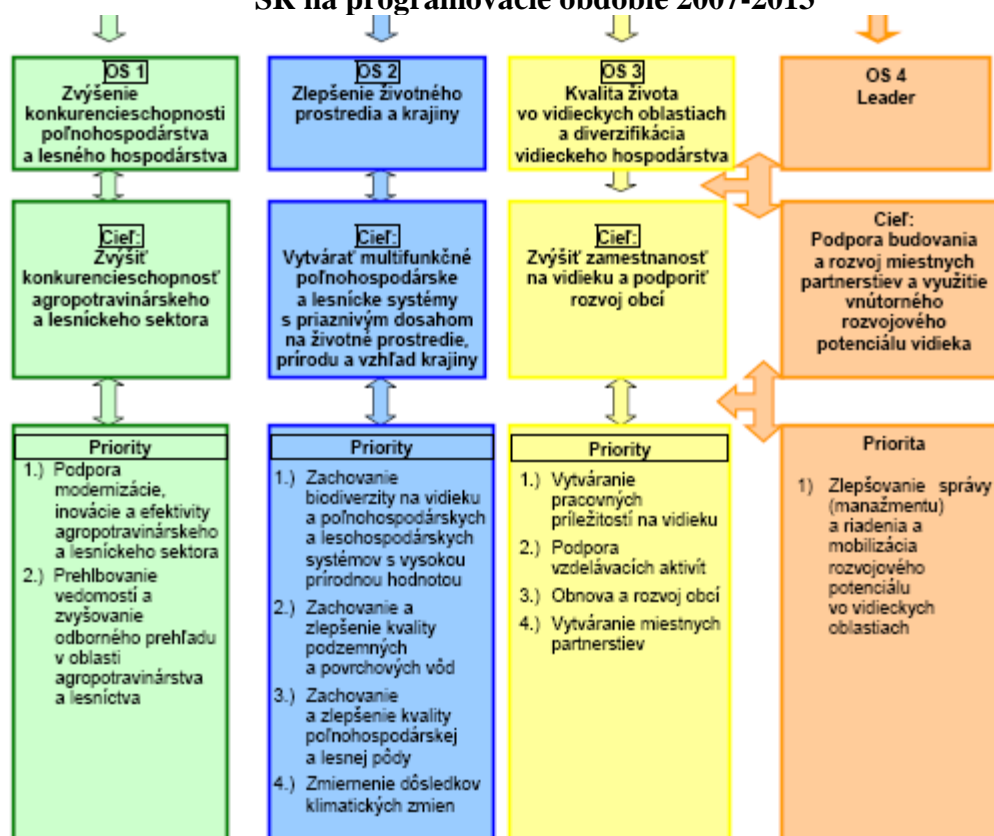 SR na programovacie obdobie 2007-2013
OS 1
Zvýšenie
konkurencieschopnosti
poľnohospodárstva
a lesného hospodárstva
OS 2
Zlepšenie životného
prostredia a krajiny
OS 3
Kvalita života
vo vidieckych oblastiach
a diverzifikácia
vidieckeho hospodárstva
OS 4
Leader
Cieľ:
Zvýšiť
konkurencieschopnosť
agropotravinárskeho
a lesníckeho sektora
Cieľ:
Vytvárať multifunkčné
poľnohospodárske
a lesnícke systémy
s priaznivým dosahom
na životné prostredie,
prírodu a vzhľad krajiny
Cieľ:
Zvýšiť zamestnanosť
na vidieku a podporiť
rozvoj obcí
Cieľ:
Podpora budovania
a rozvoj miestnych
partnerstiev a využitie
vnútorného
rozvojového
potenciálu vidieka
Priority
1.) Podpora
modernizácie,
inovácie a efektivity
agropotravinárskeho
a lesníckeho sektora
2.) Prehlbovanie
vedomostí a
zvyšovanie
odborného prehľadu
v oblasti
agropotravinárstva
a lesníctva
Priority
1.) Zachovanie
biodiverzity na vidieku
a poľnohospodárskych
a lesohospodárskych
systémov s vysokou
prírodnou hodnotou
2.) Zachovanie a
zlepšenie kvality
podzemných
a povrchových vôd
3.) Zachovanie
a zlepšenie kvality
poľnohospodárskej
a lesnej pôdy
4.) Zmiernenie dôsledkov
klimatických zmien
Priority
1.) Vytváranie
pracovných
príležitostí na vidieku
2.) Podpora
vzdelávacích aktivít
3.) Obnova a rozvoj obcí
4.) Vytváranie miestnych
partnerstiev
Priorita
1) Zlepšovanie správy
(manažmentu)
a riadenia a
mobilizácia
rozvojového
potenciálu
vo vidieckych
oblastiach